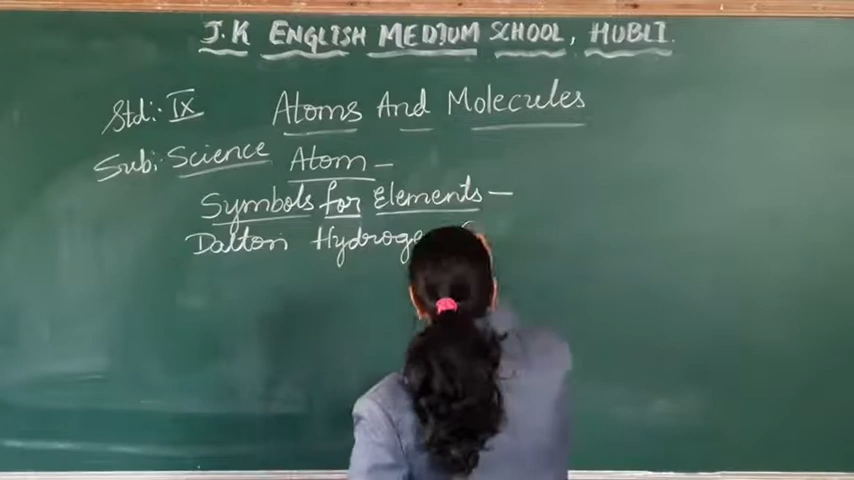 J.K ENGLISH MEDIUM SCHOOL, HUBLI.
Std:- IX Atoms And Molecules
Sub:- Science Atom –
Symbols for Elements –
Dalton